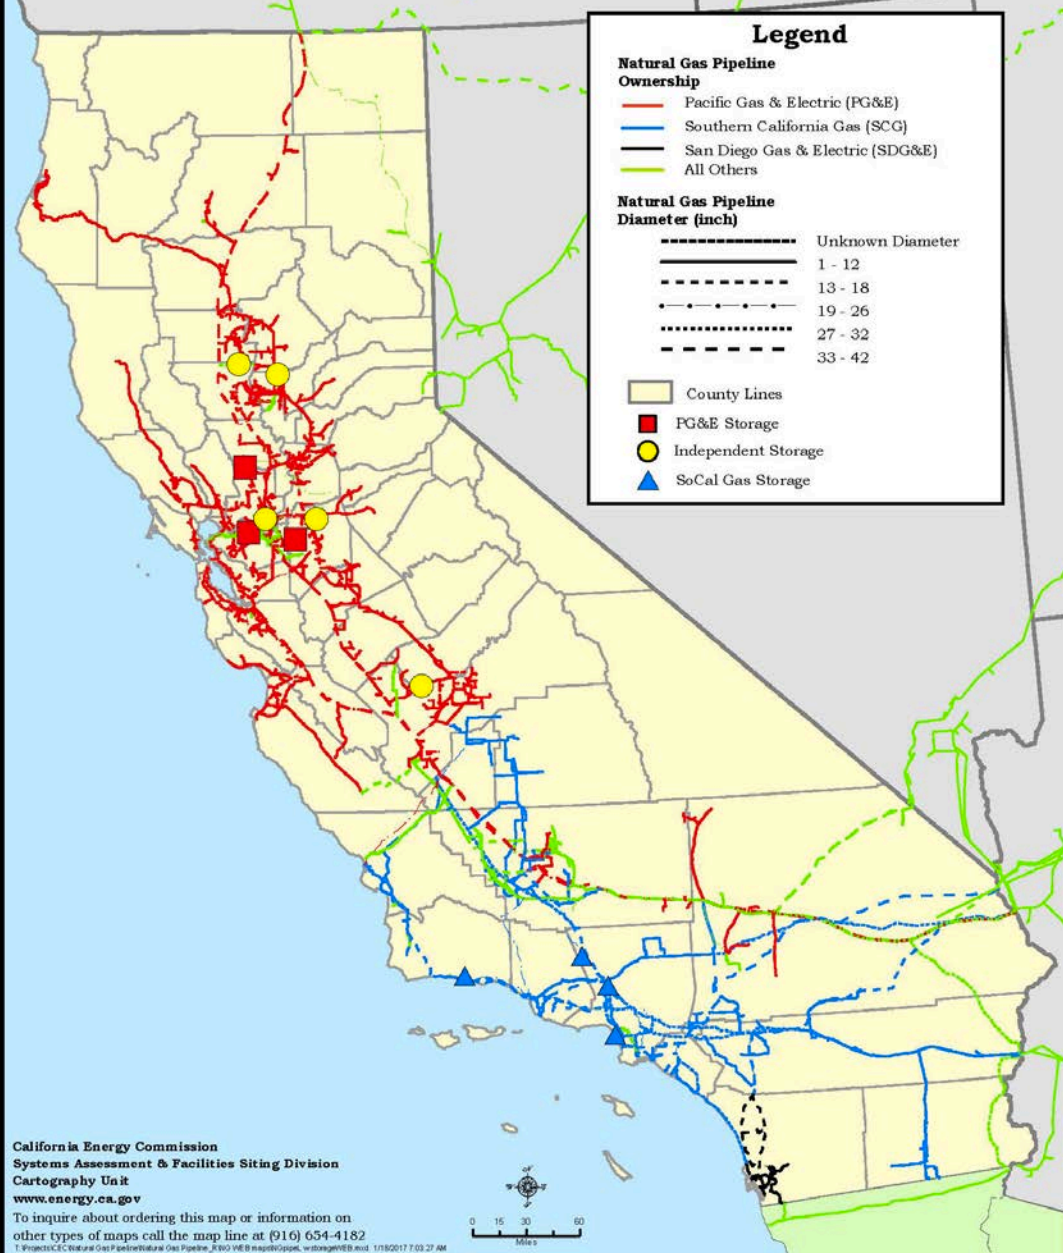 Legend
Natural Gas Pipeline
Ownership
Pacific Gas & Electric (PG&E)
Southern California Gas (SCG)
San Diego Gas & Electric (SDG&E)
All Others
Natural Gas Pipeline
Diameter (inch)
Unknown Diameter
1 - 12
13 - 18
19 - 26
27 - 32
33 - 42
County Lines
PG&E Storage
Independent Storage
SoCal Gas Storage
California Energy Commission
Systems Assessment & Facilities Siting Division
Cartography Unit
www.energy.ca.gov
To inquire about ordering this map or information on
other types of maps call the map line at (916) 654-4182
0 15 30 60
Miles